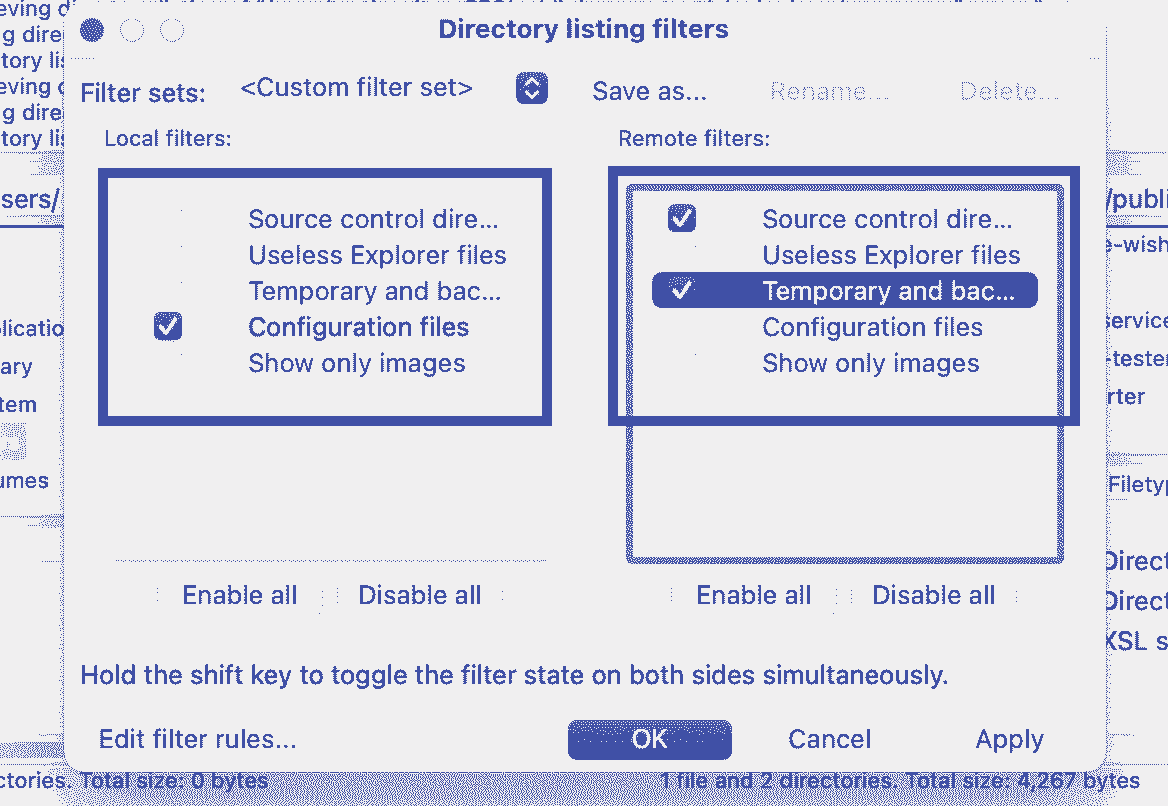 Directory listing filters
Filter sets: <Custom filter set> Save as... Rename... Delete...
Local filters: Remote filters:
Source control dire...
Useless Explorer files
Temporary and bac...
Configuration files
Show only images
Source control dire...
Useless Explorer files
Temporary and bac...
Configuration files
Show only images
Enable all Disable all Enable all Disable all
Hold the shift key to toggle the filter state on both sides simultaneously.
Edit filter rules... OK Cancel Apply
ctories. Total size: 0 bytes 1 file and 2 directories. Total size: 4,267 bytes
eving
g dire
tory lis
eving
g dire
tory lis
sers/
licatio
ary
tem
umes
/publi
e-wish
service
-tester
rter
Filetyp
Direct
Direct
XSL s